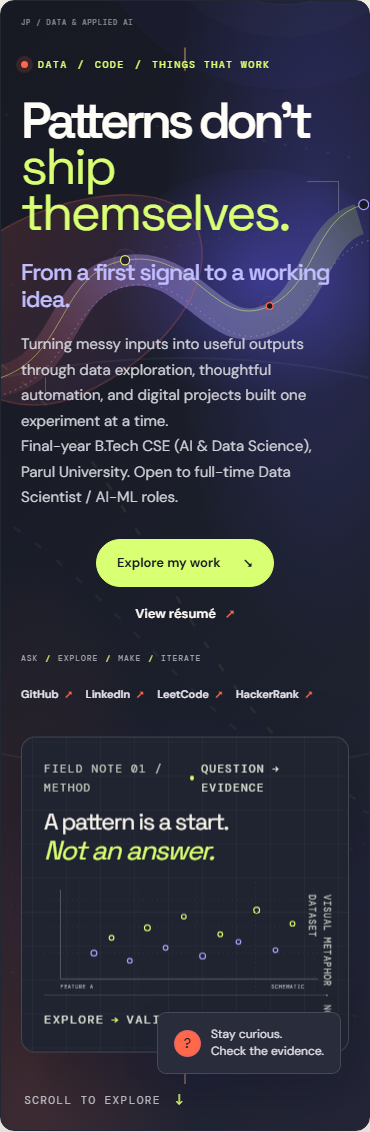 JP / DATA & APPLIED AI
DATA / CODE / THINGS THAT WORK
Patterns don't
ship
themselves.
From a first signal to a working
idea.
Turning messy inputs into useful outputs
through data exploration, thoughtful
automation, and digital projects built one
experiment at a time.
Final-year B.Tech CSE (AI & Data Science),
Parul University. Open to full-time Data
Scientist / AI-ML roles.
Explore my work ↘
View résumé ↗
ASK / EXPLORE / MAKE / ITERATE
GitHub ↗ LinkedIn ↗ LeetCode ↗ HackerRank ↗
FIELD NOTE 01 /
METHOD
QUESTION →
EVIDENCE
A pattern is a start.
Not an answer.
VISUAL METAPHOR ·
DATASET
FEATURE A
SCHEMATIC
EXPLORE →
?
Stay curious.
Check the evidence.
SCROLL TO EXPLORE ↓